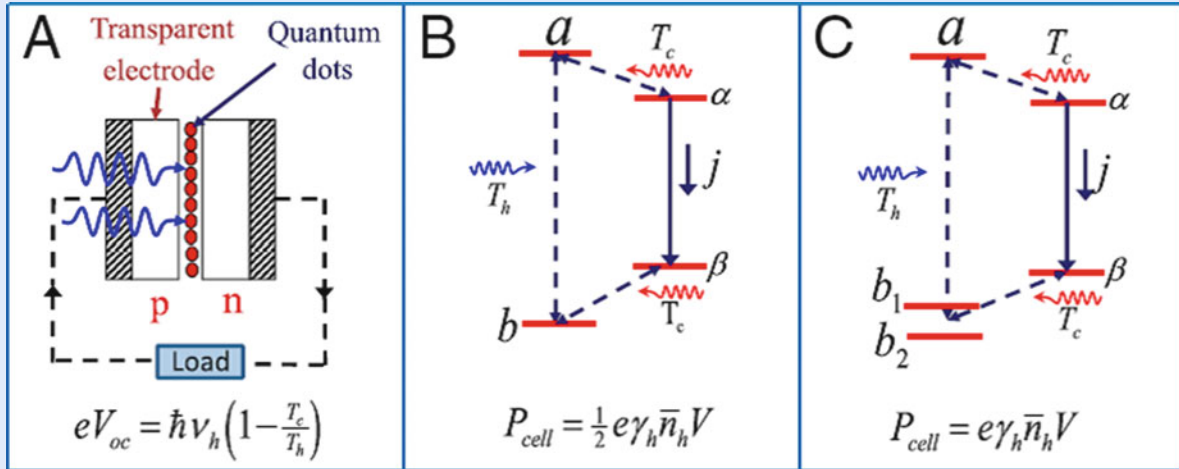 A
Transparent
electrode
Quantum
dots
p n
Load
eV_oc = ħν_h(1 − T_c/T_h)
B
a
T_c
α
T_h
j
β
T_c
b
P_cell = ½ eγ_h n̄_h V
C
a
T_c
α
T_h
j
β
b_1
T_c
b_2
P_cell = eγ_h n̄_h V